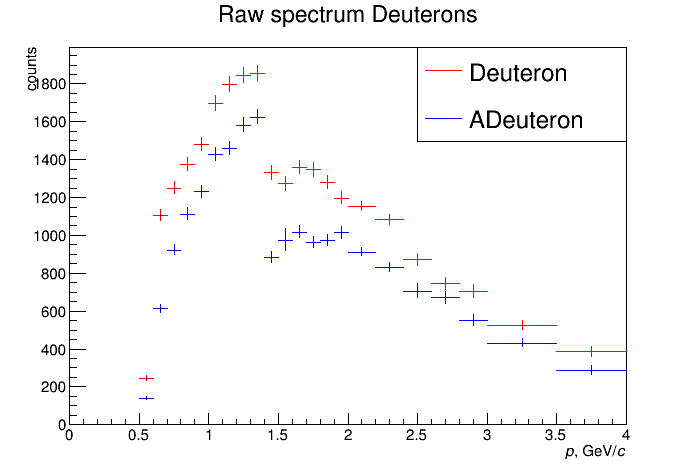 Raw spectrum Deuterons
counts
Deuteron
ADeuteron
1800
1600
1400
1200
1000
800
600
400
200
0
0 0.5 1 1.5 2 2.5 3 3.5 4
p, GeV/c